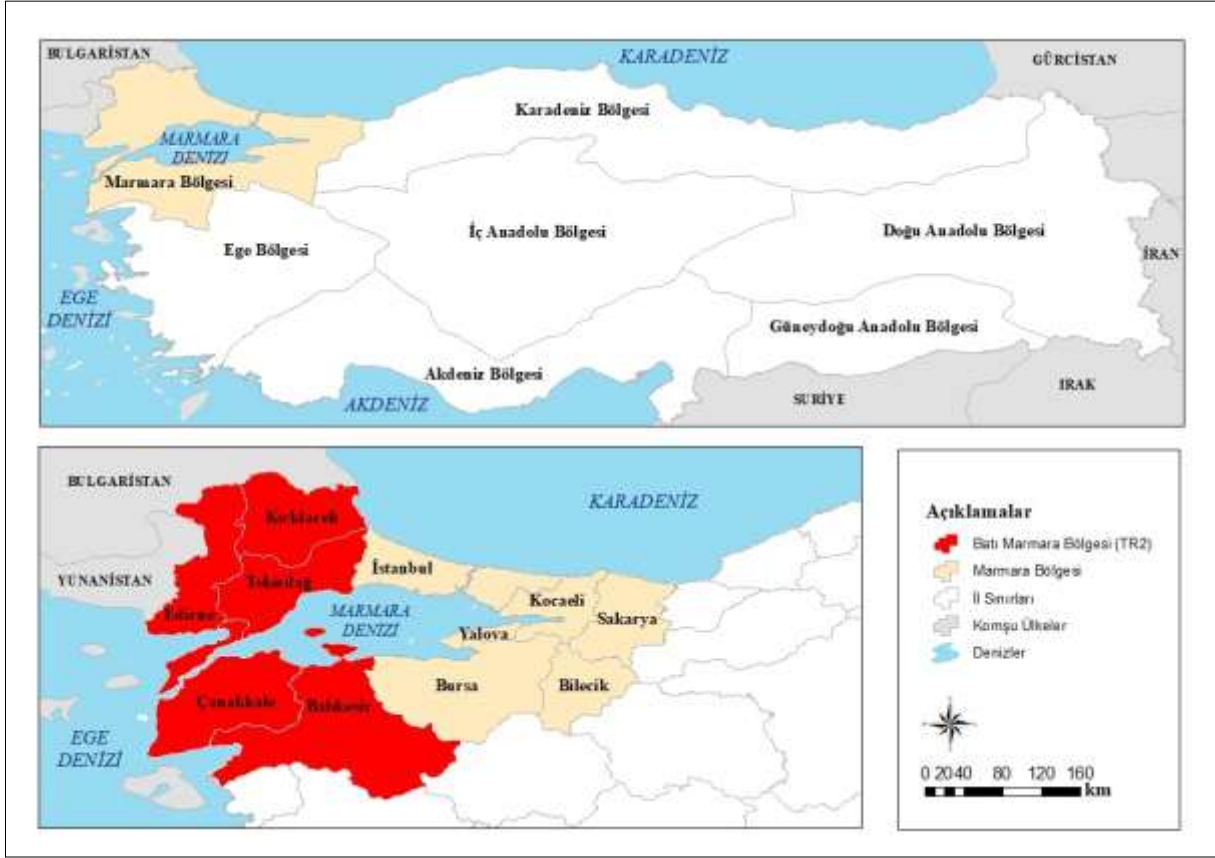 BULGARİSTAN
KARADENİZ
GÜRCİSTAN
Karadeniz Bölgesi
MARMARA
DENİZİ
Marmara Bölgesi
İç Anadolu Bölgesi
Doğu Anadolu Bölgesi
Ege Bölgesi
İRAN
EGE
DENİZİ
Güneydoğu Anadolu Bölgesi
Akdeniz Bölgesi
IRAK
AKDENİZ
SURİYE
BULGARİSTAN
KARADENİZ
Kırklareli
İstanbul
YUNANİSTAN
Tekirdağ
Kocaeli
Edirne
MARMARA
DENİZİ
Sakarya
Yalova
Bursa
Bilecik
Çanakkale
Balıkesir
EGE
DENİZİ
Açıklamalar
Batı Marmara Bölgesi (TR2)
Marmara Bölgesi
İl Sınırları
Komşu Ülkeler
Denizler
0 20 40 80 120 160
km